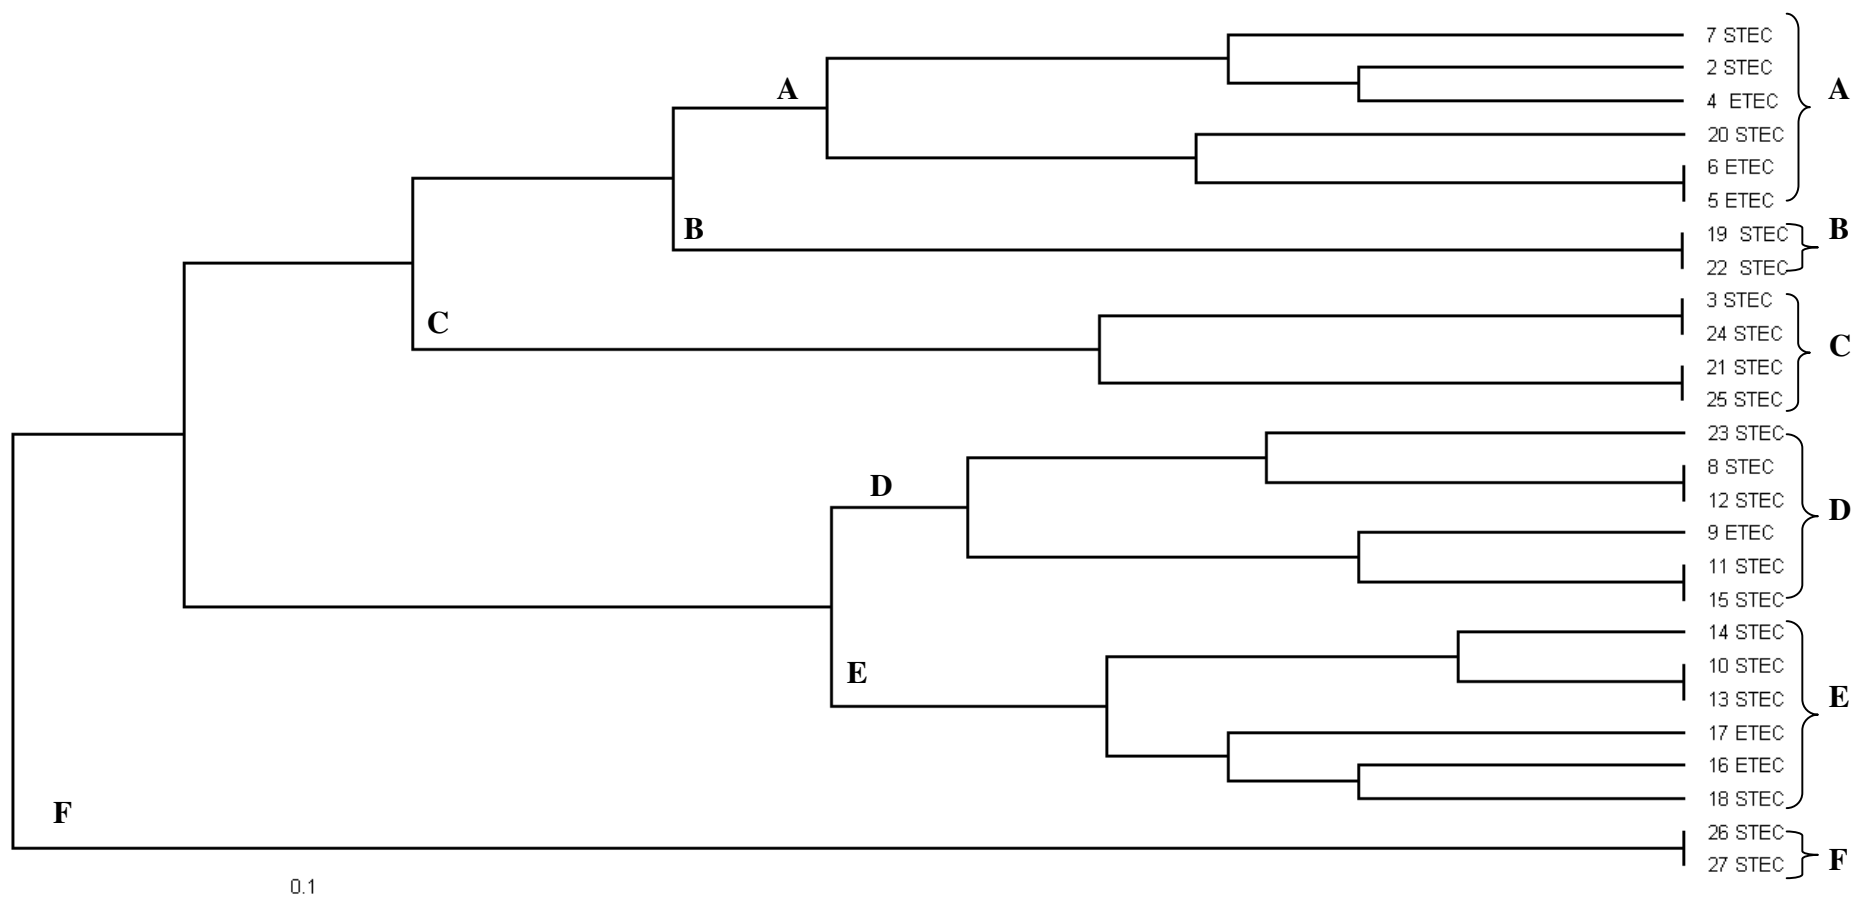 7 STEC
A
2 STEC
A
4 ETEC
20 STEC
6 ETEC
5 ETEC
B
19 STEC
B
22 STEC
3 STEC
C
24 STEC
C
21 STEC
25 STEC
23 STEC
8 STEC
D
12 STEC
D
9 ETEC
11 STEC
15 STEC
14 STEC
E
10 STEC
13 STEC
E
17 ETEC
16 ETEC
18 STEC
F
26 STEC
27 STEC
F
0.1